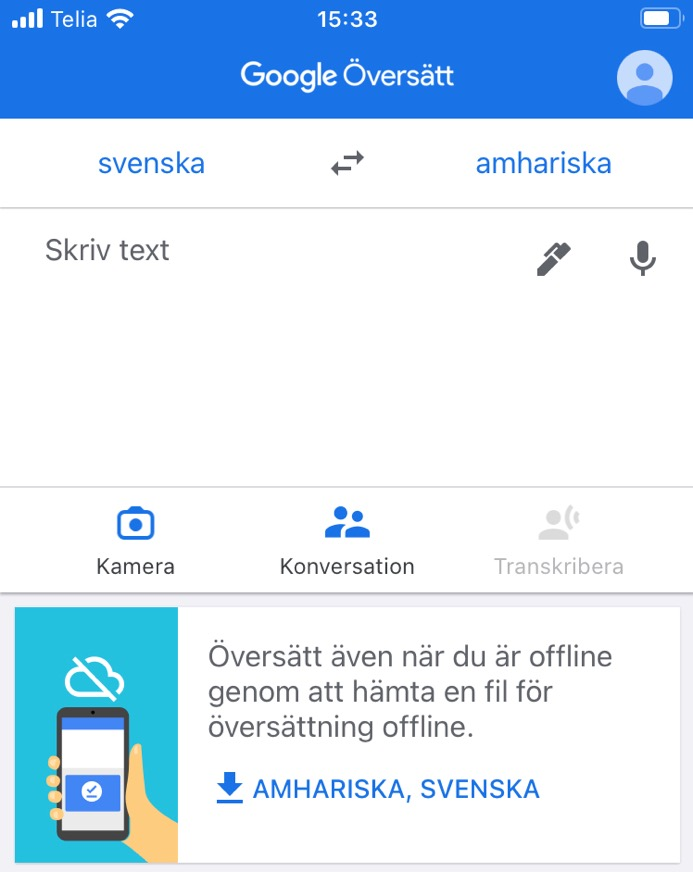 Telia 15:33
Google Översätt
svenska amhariska
Skriv text
Kamera Konversation Transkribera
Översätt även när du är offline
genom att hämta en fil för
översättning offline.
AMHARISKA, SVENSKA